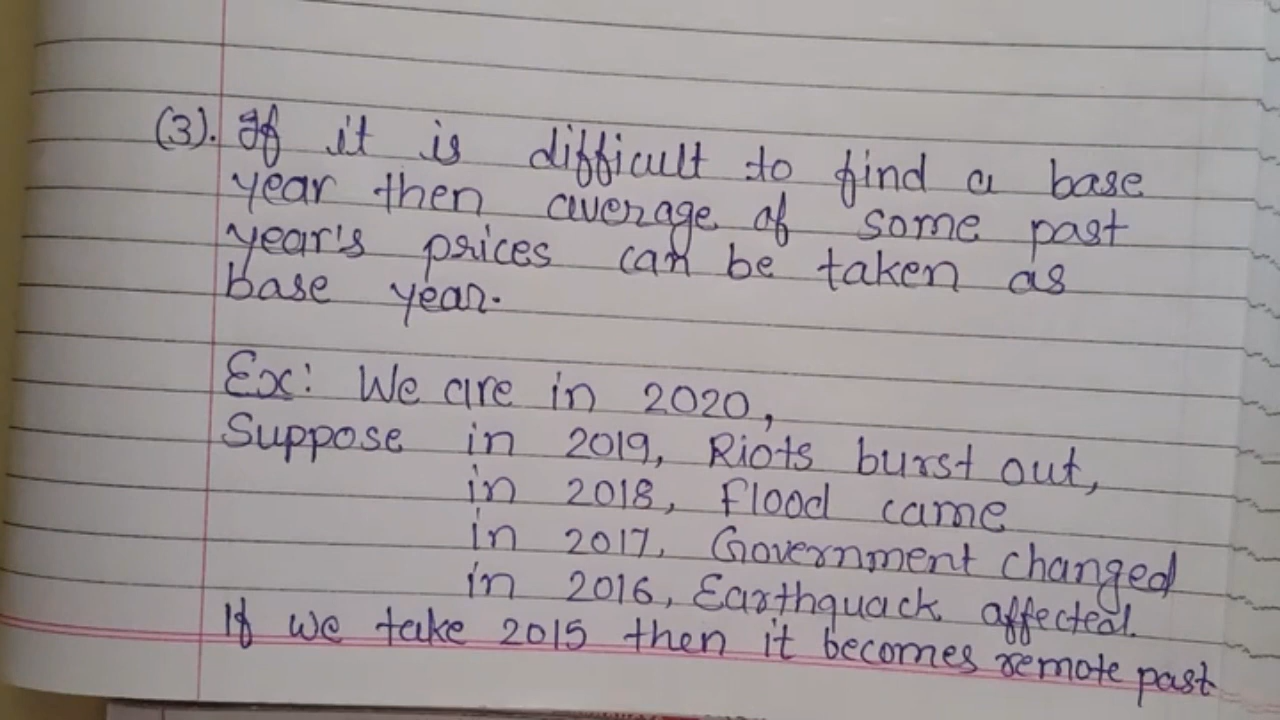 (3). If it is difficult to find a base
year then average of some past
year's prices can be taken as
base year.
Ex: We are in 2020,
Suppose in 2019, Riots burst out,
in 2018, Flood came
in 2017, Government changed
in 2016, Earthquack affected.
If we take 2015 then it becomes remote past